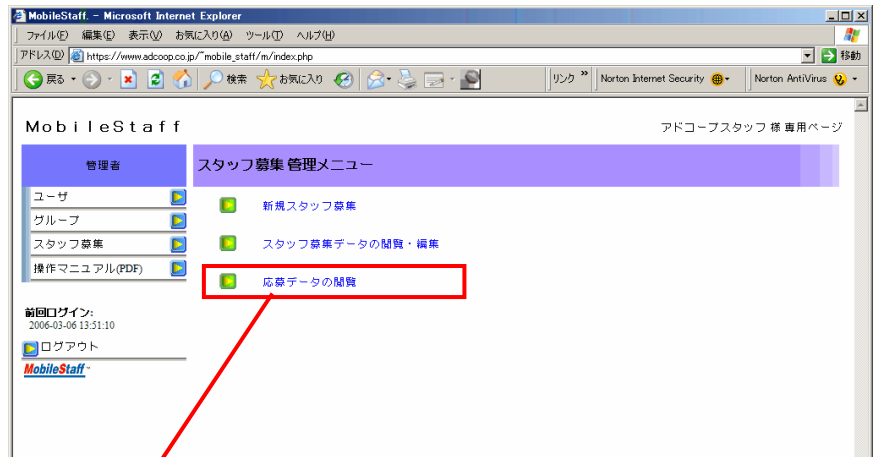 MobileStaff. - Microsoft Internet Explorer
ファイル(F) 編集(E) 表示(V) お気に入り(A) ツール(T) ヘルプ(H)
アドレス(D) https://www.adcoop.co.jp/~mobile_staff/m/index.php 移動
戻る 検索 お気に入り リンク » Norton Internet Security Norton AntiVirus
MobileStaff アドコープスタッフ 様 専用ページ
管理者 スタッフ募集 管理メニュー
ユーザ
新規スタッフ募集
グループ
スタッフ募集 スタッフ募集データの閲覧・編集
操作マニュアル(PDF)
応募データの閲覧
前回ログイン:
2006-03-06 13:51:10
ログアウト
MobileStaff